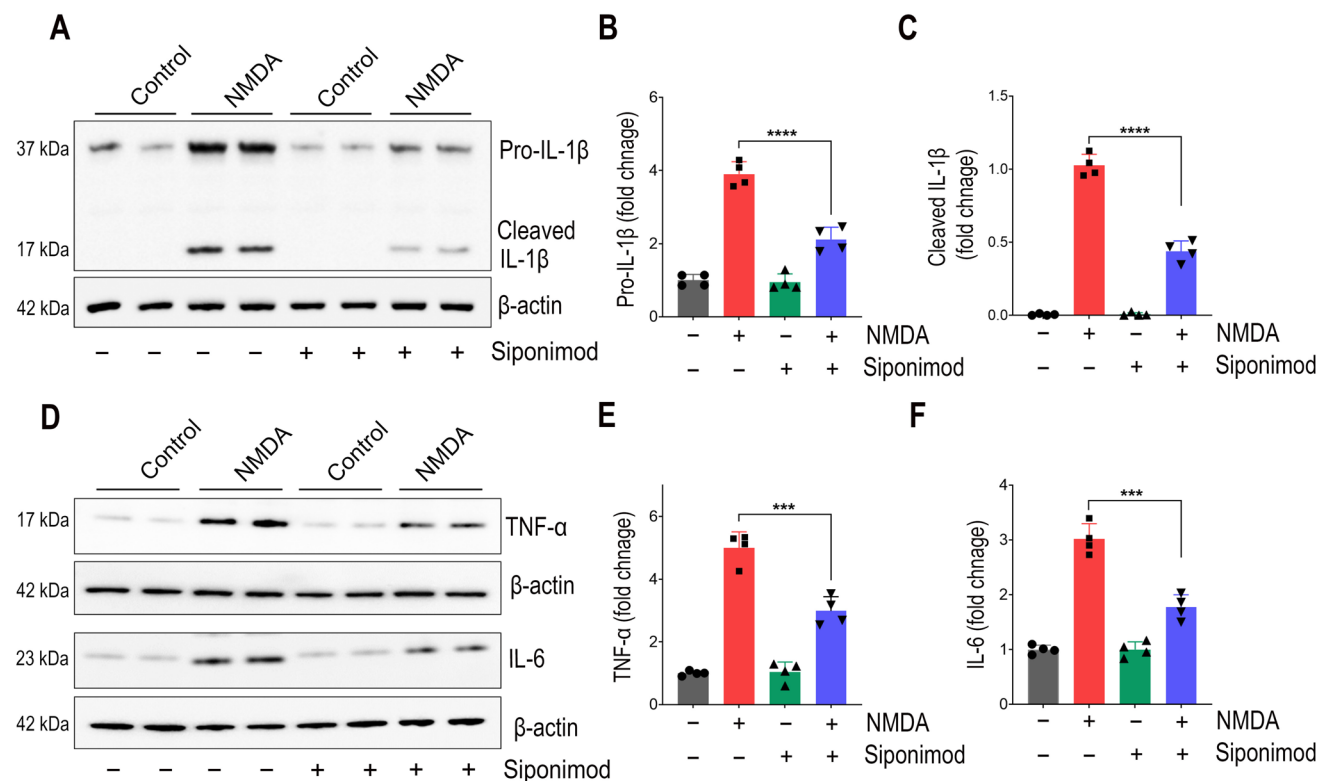 A
Control NMDA Control NMDA
37 kDa Pro-IL-1β
17 kDa Cleaved
IL-1β
42 kDa β-actin
– – – – + + + + Siponimod
B
Pro-IL-1β (fold chnage)
6
4
2
0
****
– + – + NMDA
– – + + Siponimod
C
Cleaved IL-1β
(fold chnage)
1.5
1.0
0.5
0.0
****
– + – + NMDA
– – + + Siponimod
D
Control NMDA Control NMDA
17 kDa TNF-α
42 kDa β-actin
23 kDa IL-6
42 kDa β-actin
– – – – + + + + Siponimod
E
TNF-α (fold chnage)
6
4
2
0
***
– + – + NMDA
– – + + Siponimod
F
IL-6 (fold chnage)
4
3
2
1
0
***
– + – + NMDA
– – + + Siponimod